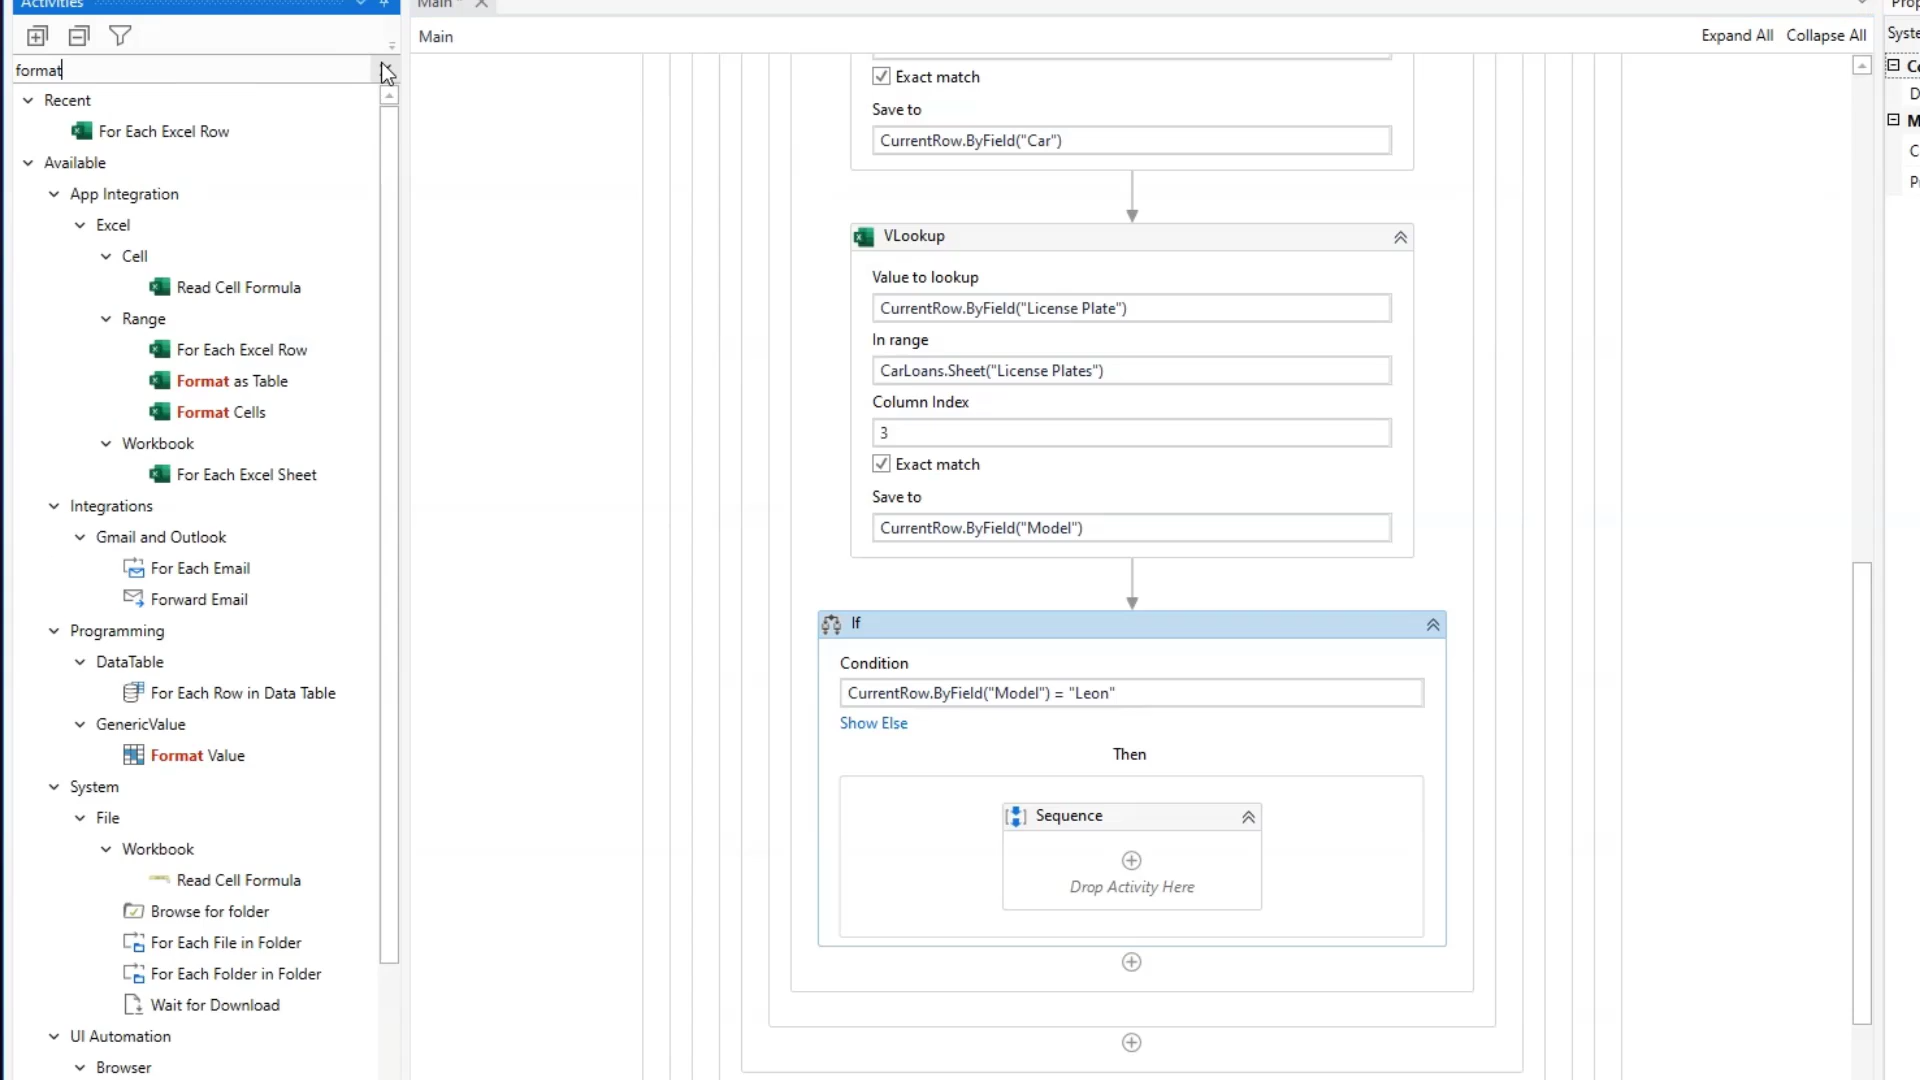 Activities
format
Recent
For Each Excel Row
Available
App Integration
Excel
Cell
Read Cell Formula
Range
For Each Excel Row
Format as Table
Format Cells
Workbook
For Each Excel Sheet
Integrations
Gmail and Outlook
For Each Email
Forward Email
Programming
DataTable
For Each Row in Data Table
GenericValue
Format Value
System
File
Workbook
Read Cell Formula
Browse for folder
For Each File in Folder
For Each Folder in Folder
Wait for Download
UI Automation
Browser
Main
Main
Expand All Collapse All
Exact match
Save to
CurrentRow.ByField("Car")
VLookup
Value to lookup
CurrentRow.ByField("License Plate")
In range
CarLoans.Sheet("License Plates")
Column Index
3
Exact match
Save to
CurrentRow.ByField("Model")
If
Condition
CurrentRow.ByField("Model") = "Leon"
Show Else
Then
Sequence
Drop Activity Here
Prop
Syste
Co
D
M
C
P